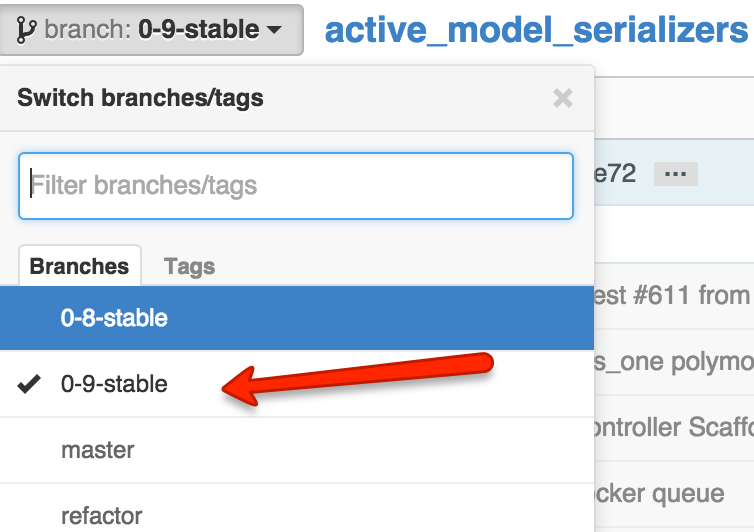 branch: 0-9-stable active_model_serializers
Switch branches/tags
Filter branches/tags
e72
Branches Tags
0-8-stable
est #611 from
0-9-stable
s_one polymo
master
ontroller Scaffo
refactor
cker queue